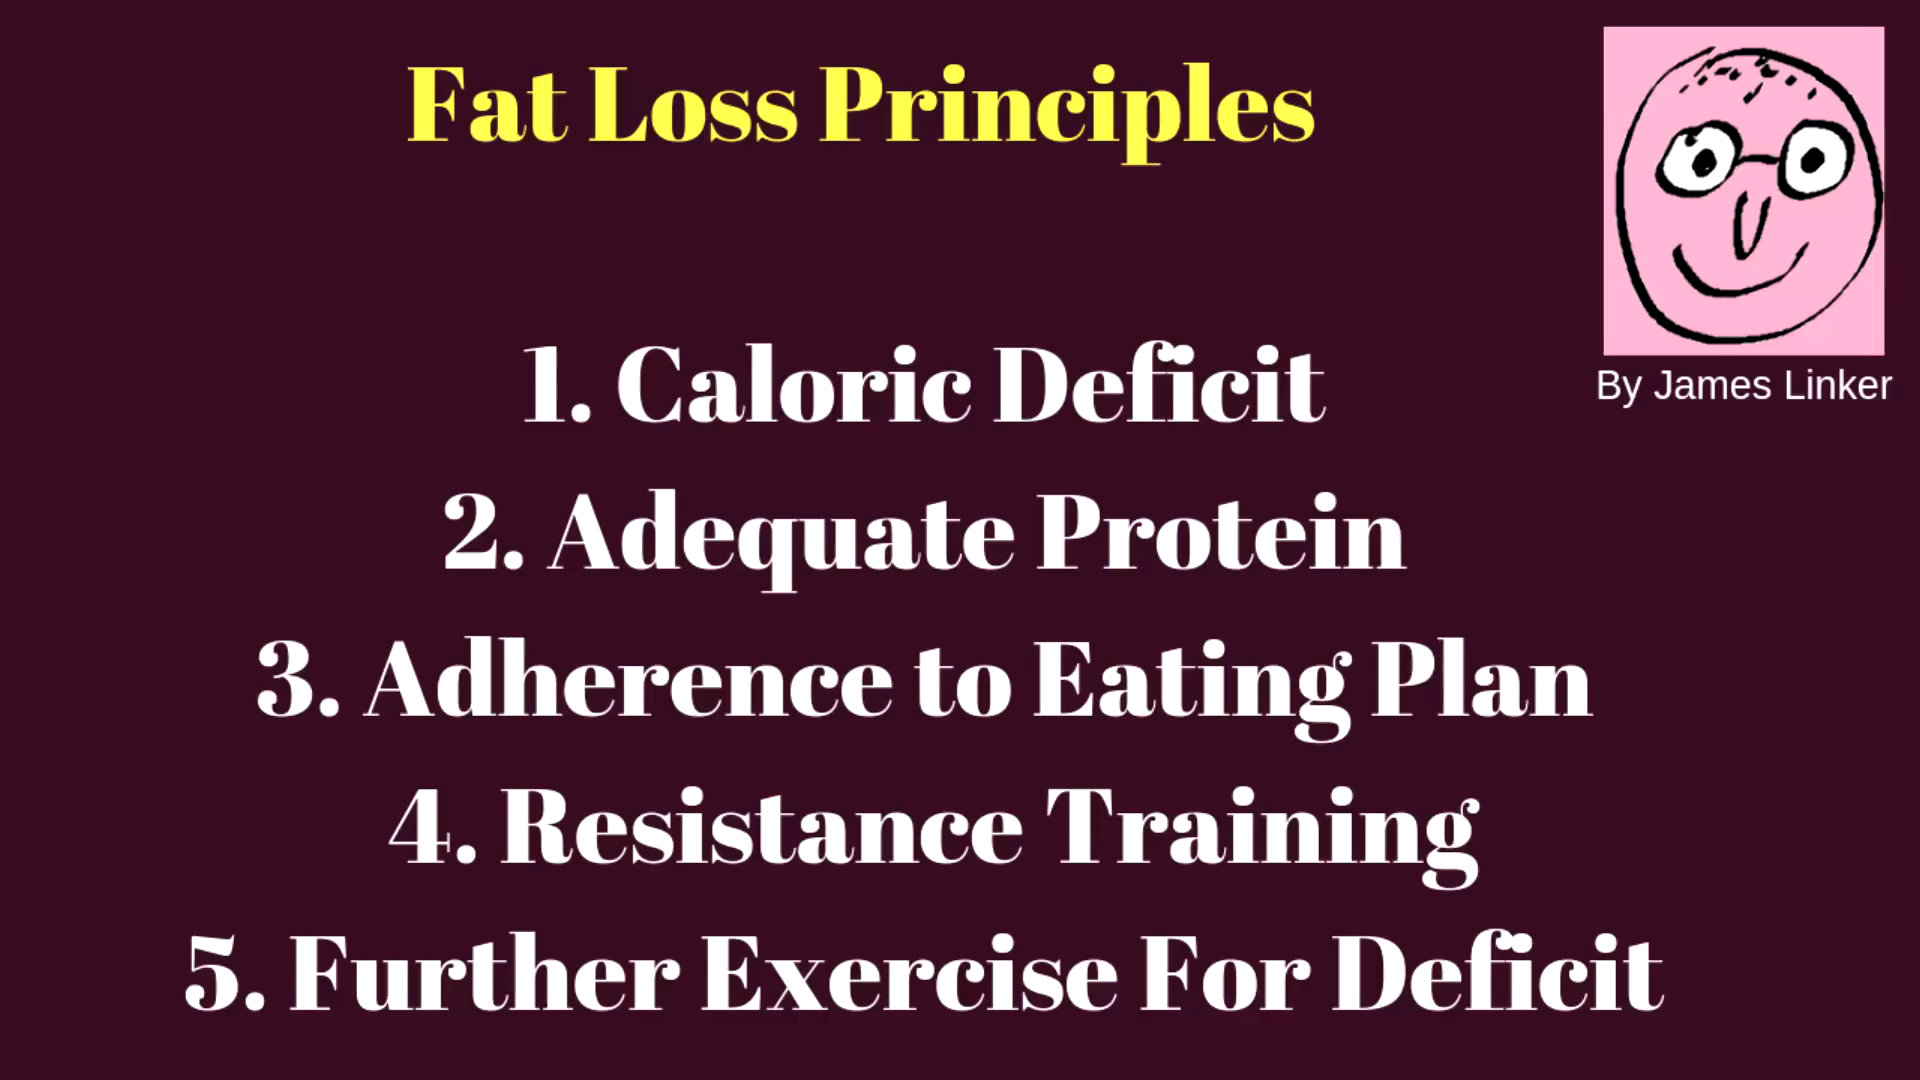 Fat Loss Principles
By James Linker
1. Caloric Deficit
2. Adequate Protein
3. Adherence to Eating Plan
4. Resistance Training
5. Further Exercise For Deficit